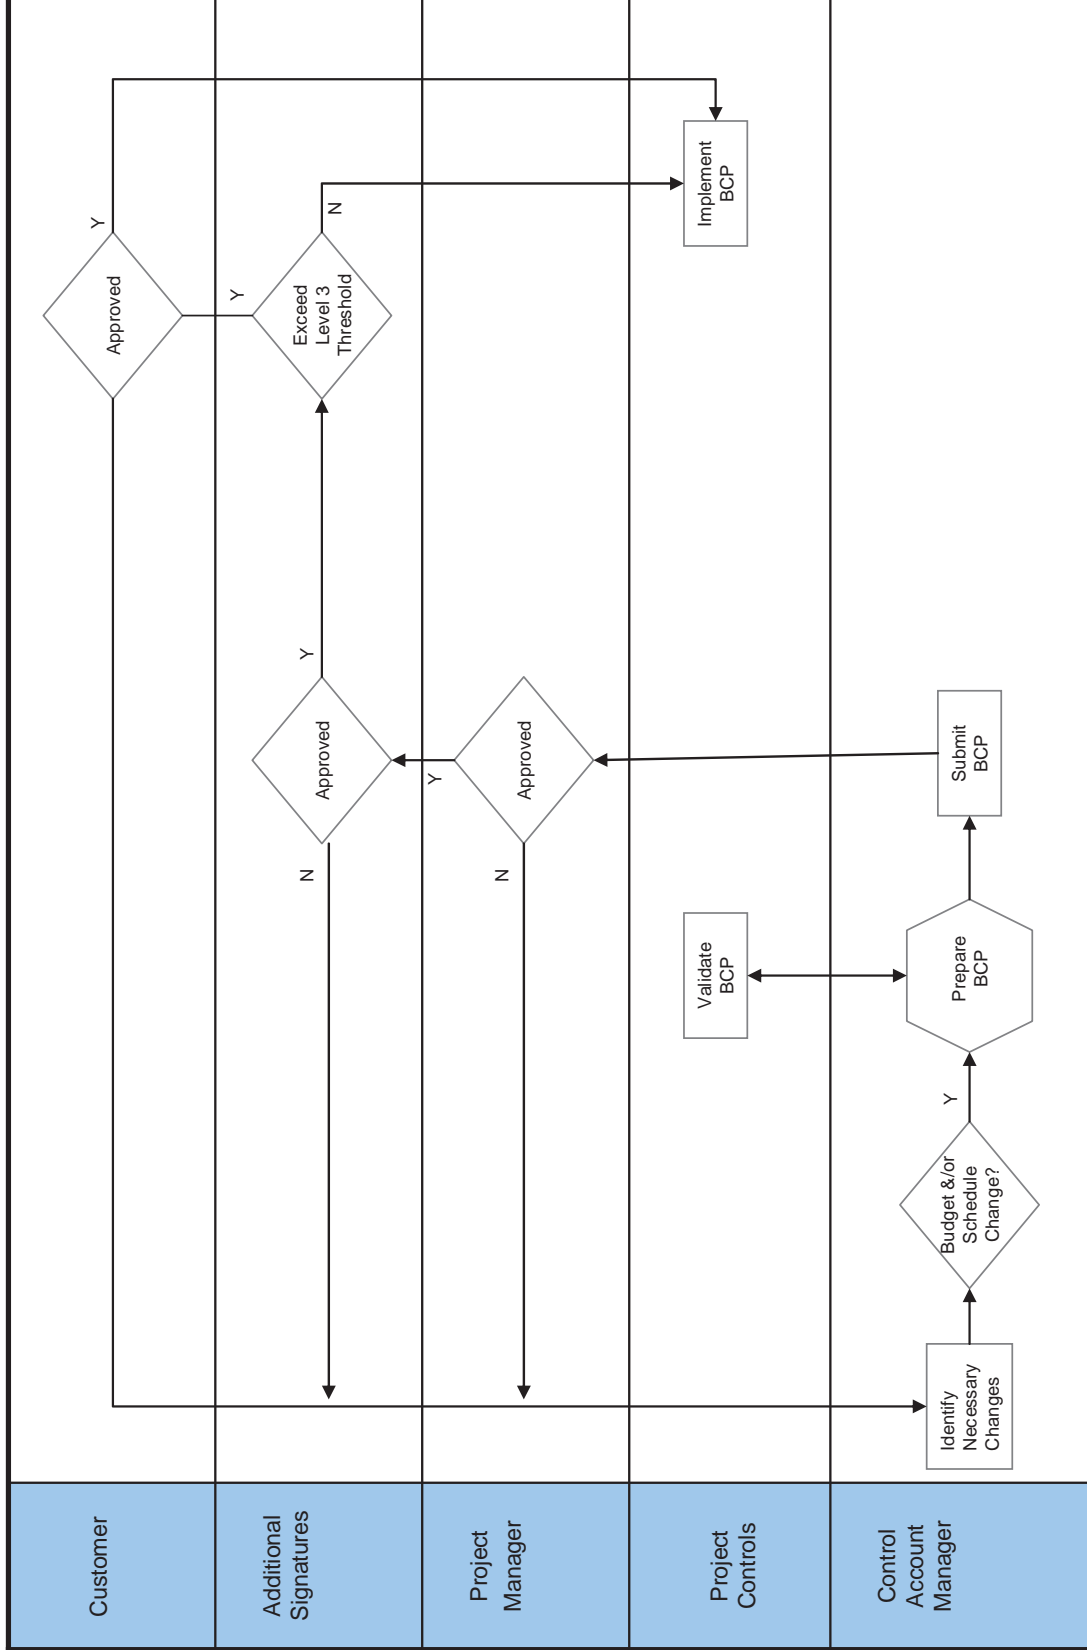 Customer
Approved
Y
Additional
Signatures
N
Approved
Y
Exceed
Level 3
Threshold
Y
N
Project
Manager
N
Approved
Y
Project
Controls
Validate
BCP
Implement
BCP
Control
Account
Manager
Identify
Necessary
Changes
Budget &/or
Schedule
Change?
Y
Prepare
BCP
Submit
BCP